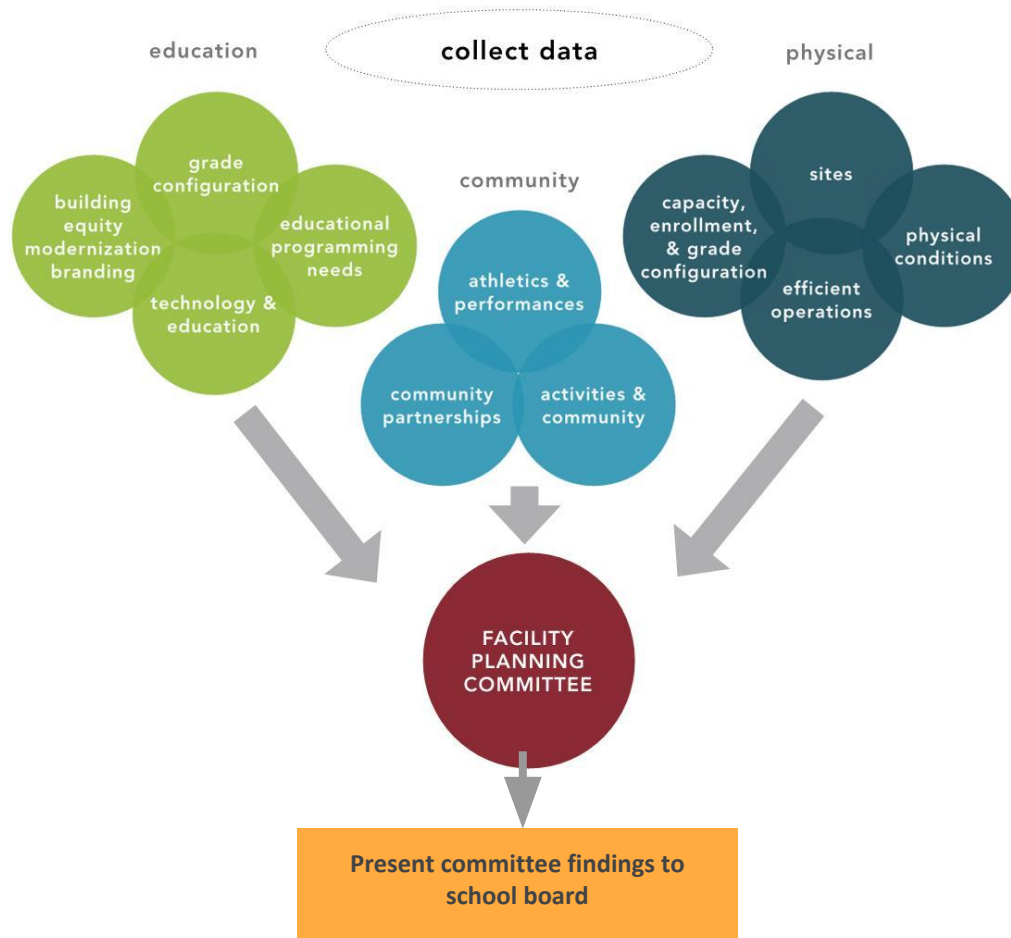 education
collect data
physical
grade
configuration
building
equity
modernization
branding
educational
programming
needs
technology &
education
community
athletics &
performances
community
partnerships
activities &
community
sites
capacity,
enrollment,
& grade
configuration
physical
conditions
efficient
operations
FACILITY
PLANNING
COMMITTEE
Present committee findings to
school board